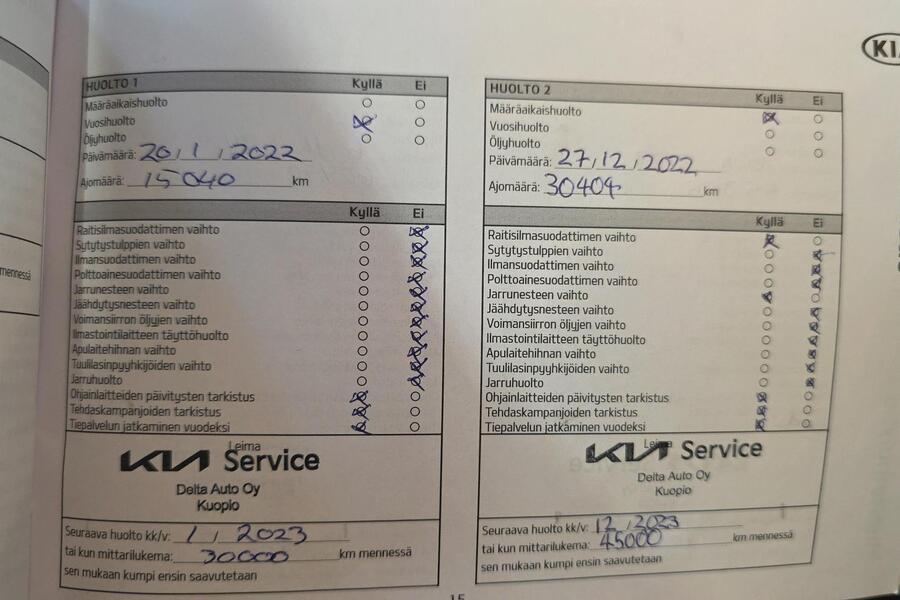 KIA
mennessä
HUOLTO 1 Kyllä Ei
Määräaikaishuolto
Vuosihuolto
Öljyhuolto
Päivämäärä: 20 / 1 / 2022
Ajomäärä: 15040 km
Kyllä Ei
Raitisilmasuodattimen vaihto
Sytytystulppien vaihto
Ilmansuodattimen vaihto
Polttoainesuodattimen vaihto
Jarrunesteen vaihto
Jäähdytysnesteen vaihto
Voimansiirron öljyjen vaihto
Ilmastointilaitteen täyttöhuolto
Apulaitehihnan vaihto
Tuulilasinpyyhkijöiden vaihto
Jarruhuolto
Ohjainlaitteiden päivitysten tarkistus
Tehdaskampanjoiden tarkistus
Tiepalvelun jatkaminen vuodeksi
Leima
KIA Service
Delta Auto Oy
Kuopio
Seuraava huolto kk/v: 1 / 2023
tai kun mittarilukema: 30000 km mennessä
sen mukaan kumpi ensin saavutetaan
HUOLTO 2 Kyllä Ei
Määräaikaishuolto
Vuosihuolto
Öljyhuolto
Päivämäärä: 27 / 12 / 2022
Ajomäärä: 30404 km
Kyllä Ei
Raitisilmasuodattimen vaihto
Sytytystulppien vaihto
Ilmansuodattimen vaihto
Polttoainesuodattimen vaihto
Jarrunesteen vaihto
Jäähdytysnesteen vaihto
Voimansiirron öljyjen vaihto
Ilmastointilaitteen täyttöhuolto
Apulaitehihnan vaihto
Tuulilasinpyyhkijöiden vaihto
Jarruhuolto
Ohjainlaitteiden päivitysten tarkistus
Tehdaskampanjoiden tarkistus
Tiepalvelun jatkaminen vuodeksi
Leima
KIA Service
Delta Auto Oy
Kuopio
Seuraava huolto kk/v: 12 / 2023
tai kun mittarilukema: 45000 km mennessä
sen mukaan kumpi ensin saavutetaan
15